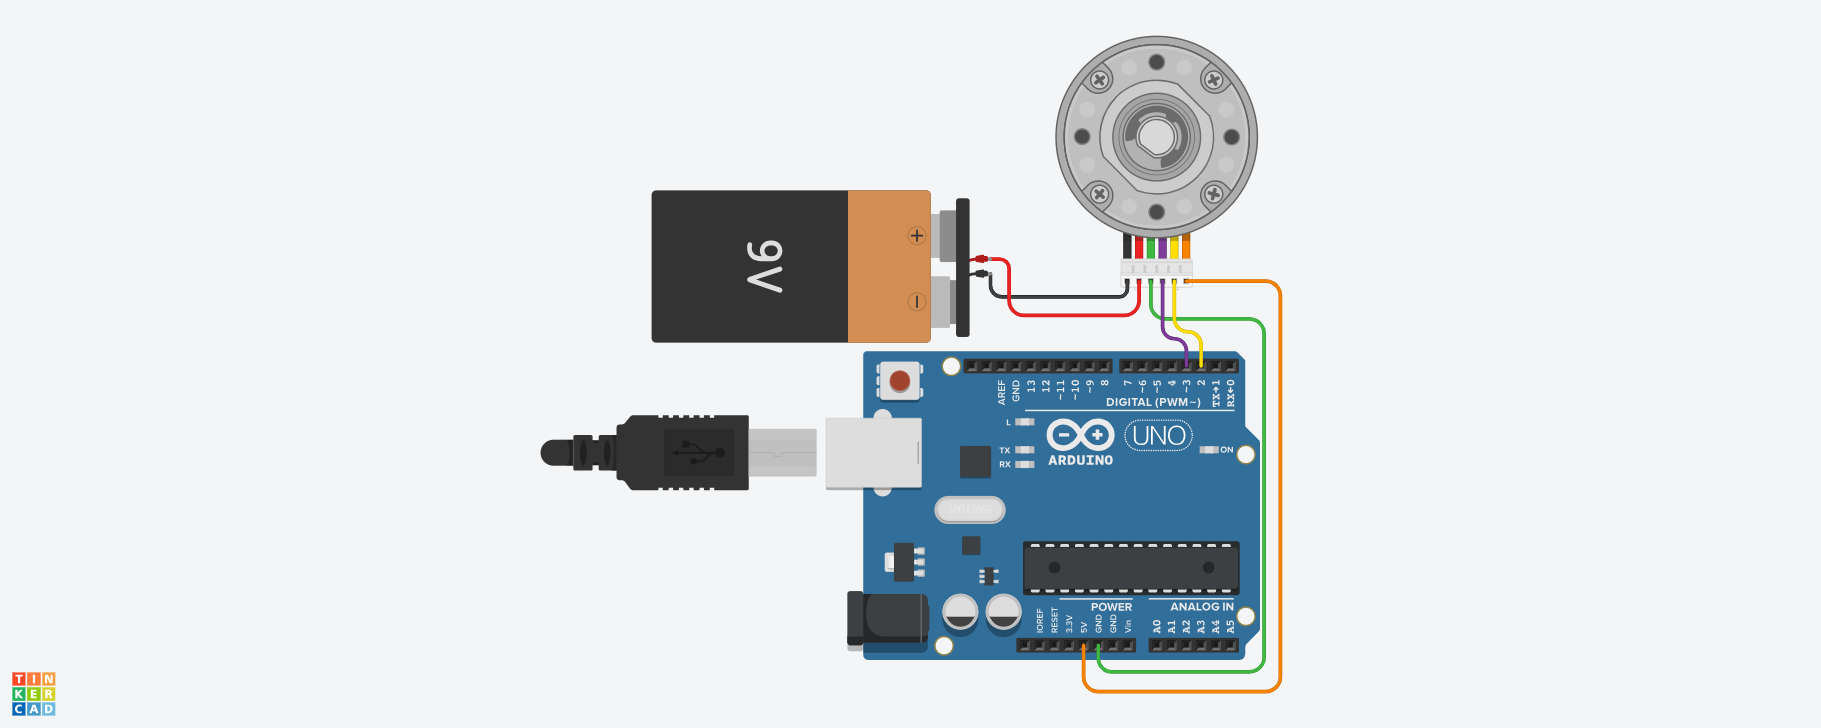 9V
+
−
AREF
GND
13
12
~11
~10
~9
8
7
~6
~5
4
~3
2
TX→1
RX←0
DIGITAL (PWM~)
L
TX
RX
ARDUINO
UNO
ON
POWER
ANALOG IN
IOREF
RESET
3.3V
5V
GND
GND
Vin
A0
A1
A2
A3
A4
A5
TIN
KER
CAD